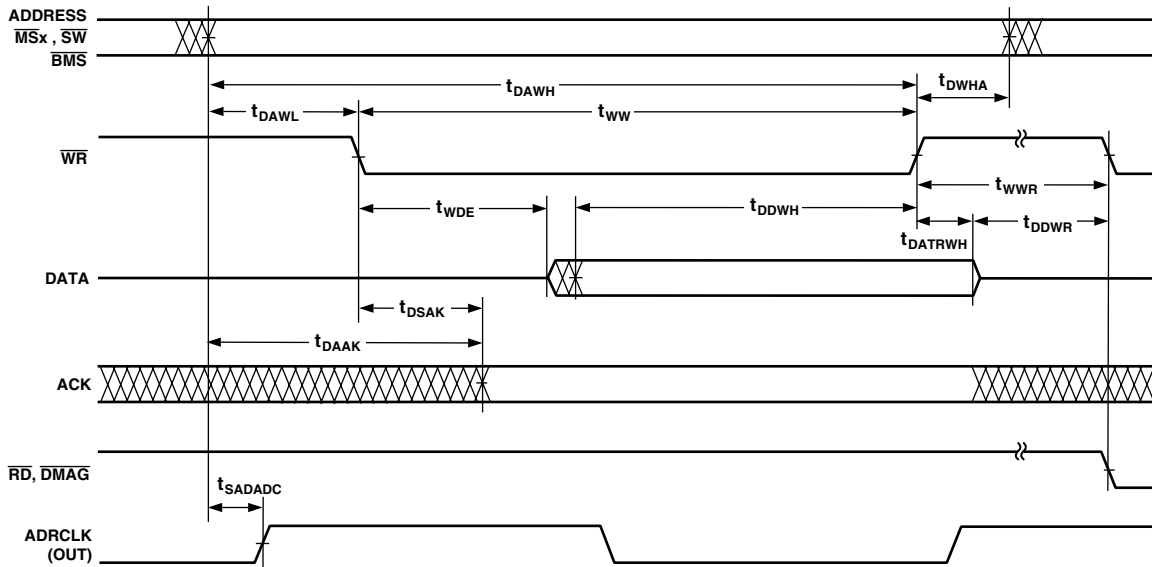 ADDRESS
MSx , SW
BMS
tDAWH
tDWHA
tDAWL
tWW
WR
tWWR
tWDE
tDDWH
tDATRWH
tDDWR
DATA
tDSAK
tDAAK
ACK
RD, DMAG
tSADADC
ADRCLK
(OUT)